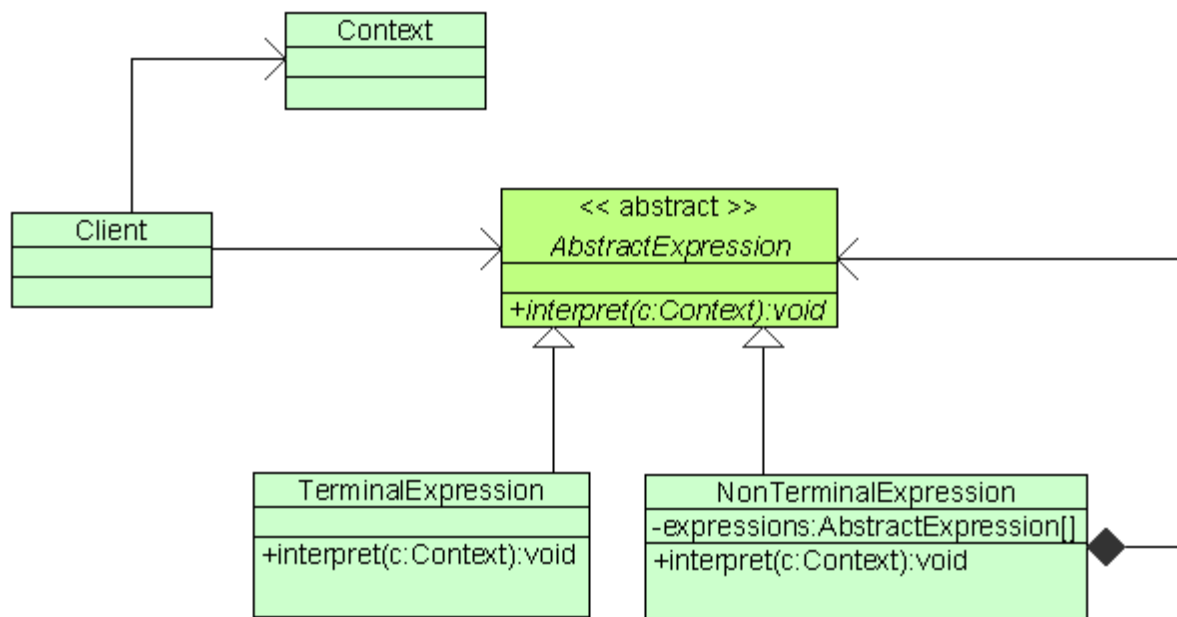 Context
Client
<< abstract >>
AbstractExpression
+interpret(c:Context):void
TerminalExpression
+interpret(c:Context):void
NonTerminalExpression
-expressions:AbstractExpression[]
+interpret(c:Context):void